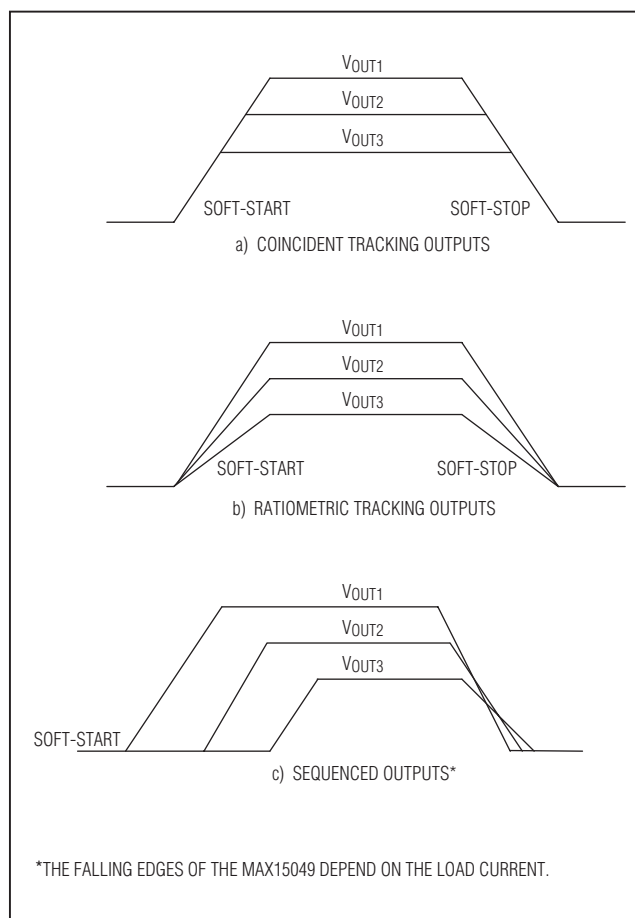 VOUT1
VOUT2
VOUT3
SOFT-START
SOFT-STOP
a) COINCIDENT TRACKING OUTPUTS
VOUT1
VOUT2
VOUT3
SOFT-START
SOFT-STOP
b) RATIOMETRIC TRACKING OUTPUTS
VOUT1
VOUT2
VOUT3
SOFT-START
c) SEQUENCED OUTPUTS*
*THE FALLING EDGES OF THE MAX15049 DEPEND ON THE LOAD CURRENT.